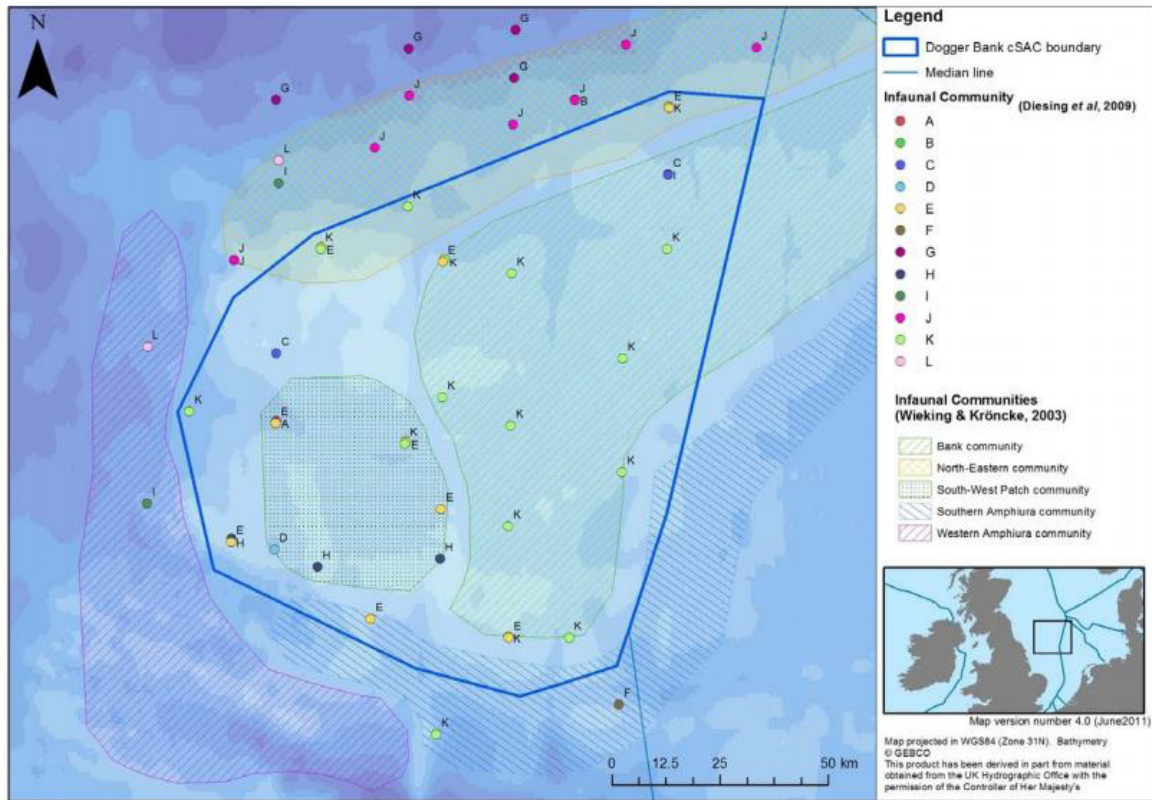 N
G
G
J
J
G
G
J
J
B
E
K
J
J
L
I
C
I
K
K
E
J
J
E
K
K
K
L
C
K
K
K
E
A
K
E
K
K
I
E
K
E
H
D
H
H
E
E
K
K
F
K
0 12.5 25 50 km
Legend
Dogger Bank cSAC boundary
Median line
Infaunal Community (Diesing et al, 2009)
A
B
C
D
E
F
G
H
I
J
K
L
Infaunal Communities
(Wieking & Kröncke, 2003)
Bank community
North-Eastern community
South-West Patch community
Southern Amphiura community
Western Amphiura community
Map version number 4.0 (June2011)
Map projected in WGS84 (Zone 31N). Bathymetry
© GEBCO
This product has been derived in part from material
obtained from the UK Hydrographic Office with the
permission of the Controller of Her Majesty's